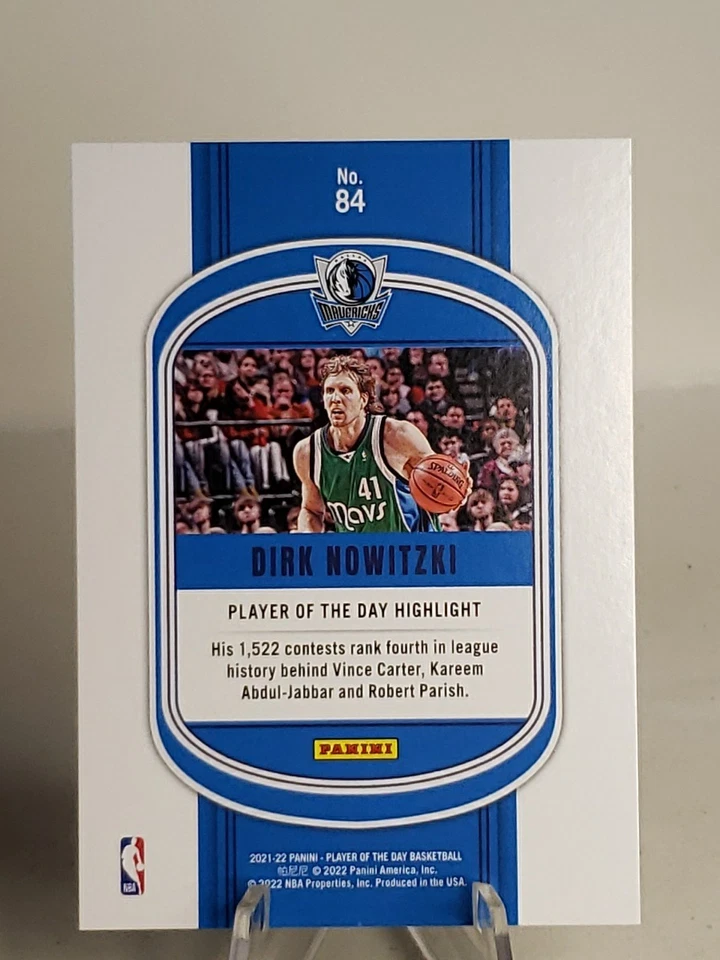 No.
84
MAVERICKS
SPALDING
41
mavs
DIRK NOWITZKI
PLAYER OF THE DAY HIGHLIGHT
His 1,522 contests rank fourth in league
history behind Vince Carter, Kareem
Abdul-Jabbar and Robert Parish.
PANINI
2021-22 PANINI - PLAYER OF THE DAY BASKETBALL
帕尼尼 © 2022 Panini America, Inc.
© 2022 NBA Properties, Inc. Produced in the USA.
NBA